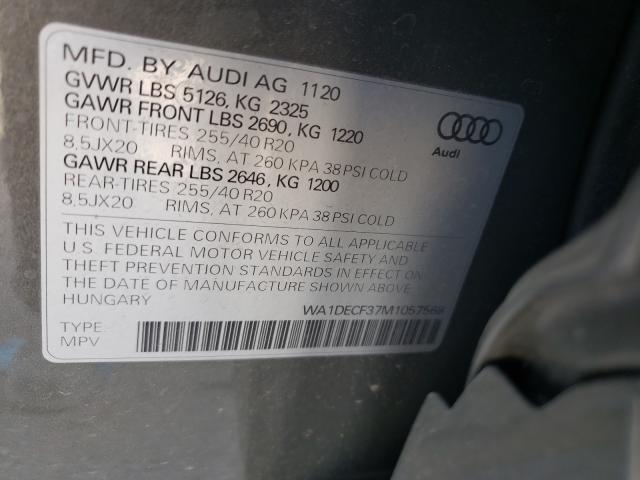 MFD. BY AUDI AG 1120
GVWR LBS 5126, KG 2325
GAWR FRONT LBS 2690, KG 1220
FRONT-TIRES 255/40 R20
8,5JX20 RIMS, AT 260 KPA 38 PSI COLD
GAWR REAR LBS 2646, KG 1200
REAR-TIRES 255/40 R20
8,5JX20 RIMS, AT 260 KPA 38 PSI COLD
THIS VEHICLE CONFORMS TO ALL APPLICABLE
U.S. FEDERAL MOTOR VEHICLE SAFETY AND
THEFT PREVENTION STANDARDS IN EFFECT ON
THE DATE OF MANUFACTURE SHOWN ABOVE.
HUNGARY
WA1DECF37M1057568
TYPE:
MPV
Audi